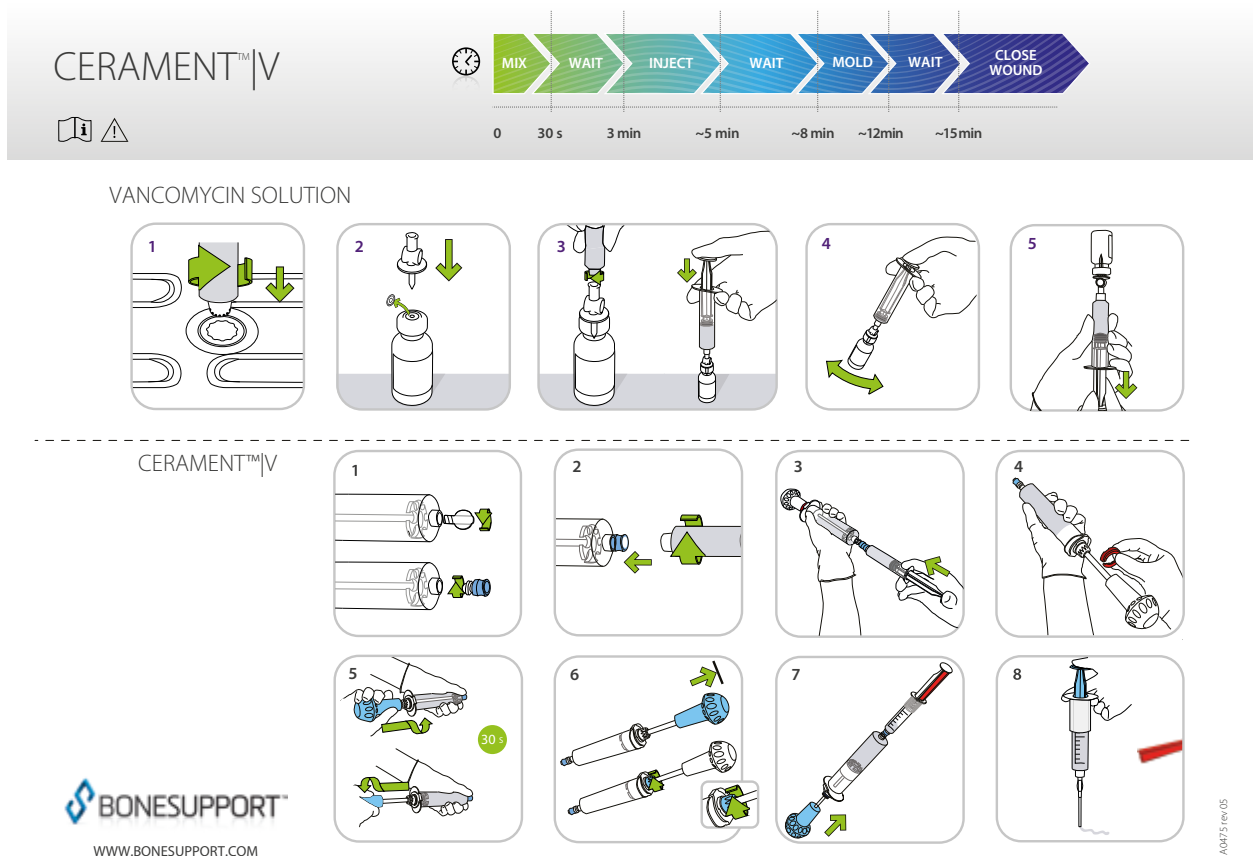 CERAMENT™|V
MIX
WAIT
INJECT
WAIT
MOLD
WAIT
CLOSE
WOUND
0
30 s
3 min
~5 min
~8 min
~12min
~15min
VANCOMYCIN SOLUTION
1
2
3
4
5
CERAMENT™|V
1
2
3
4
5
30 s
6
7
8
BONESUPPORT™
WWW.BONESUPPORT.COM
A0475 rev 05